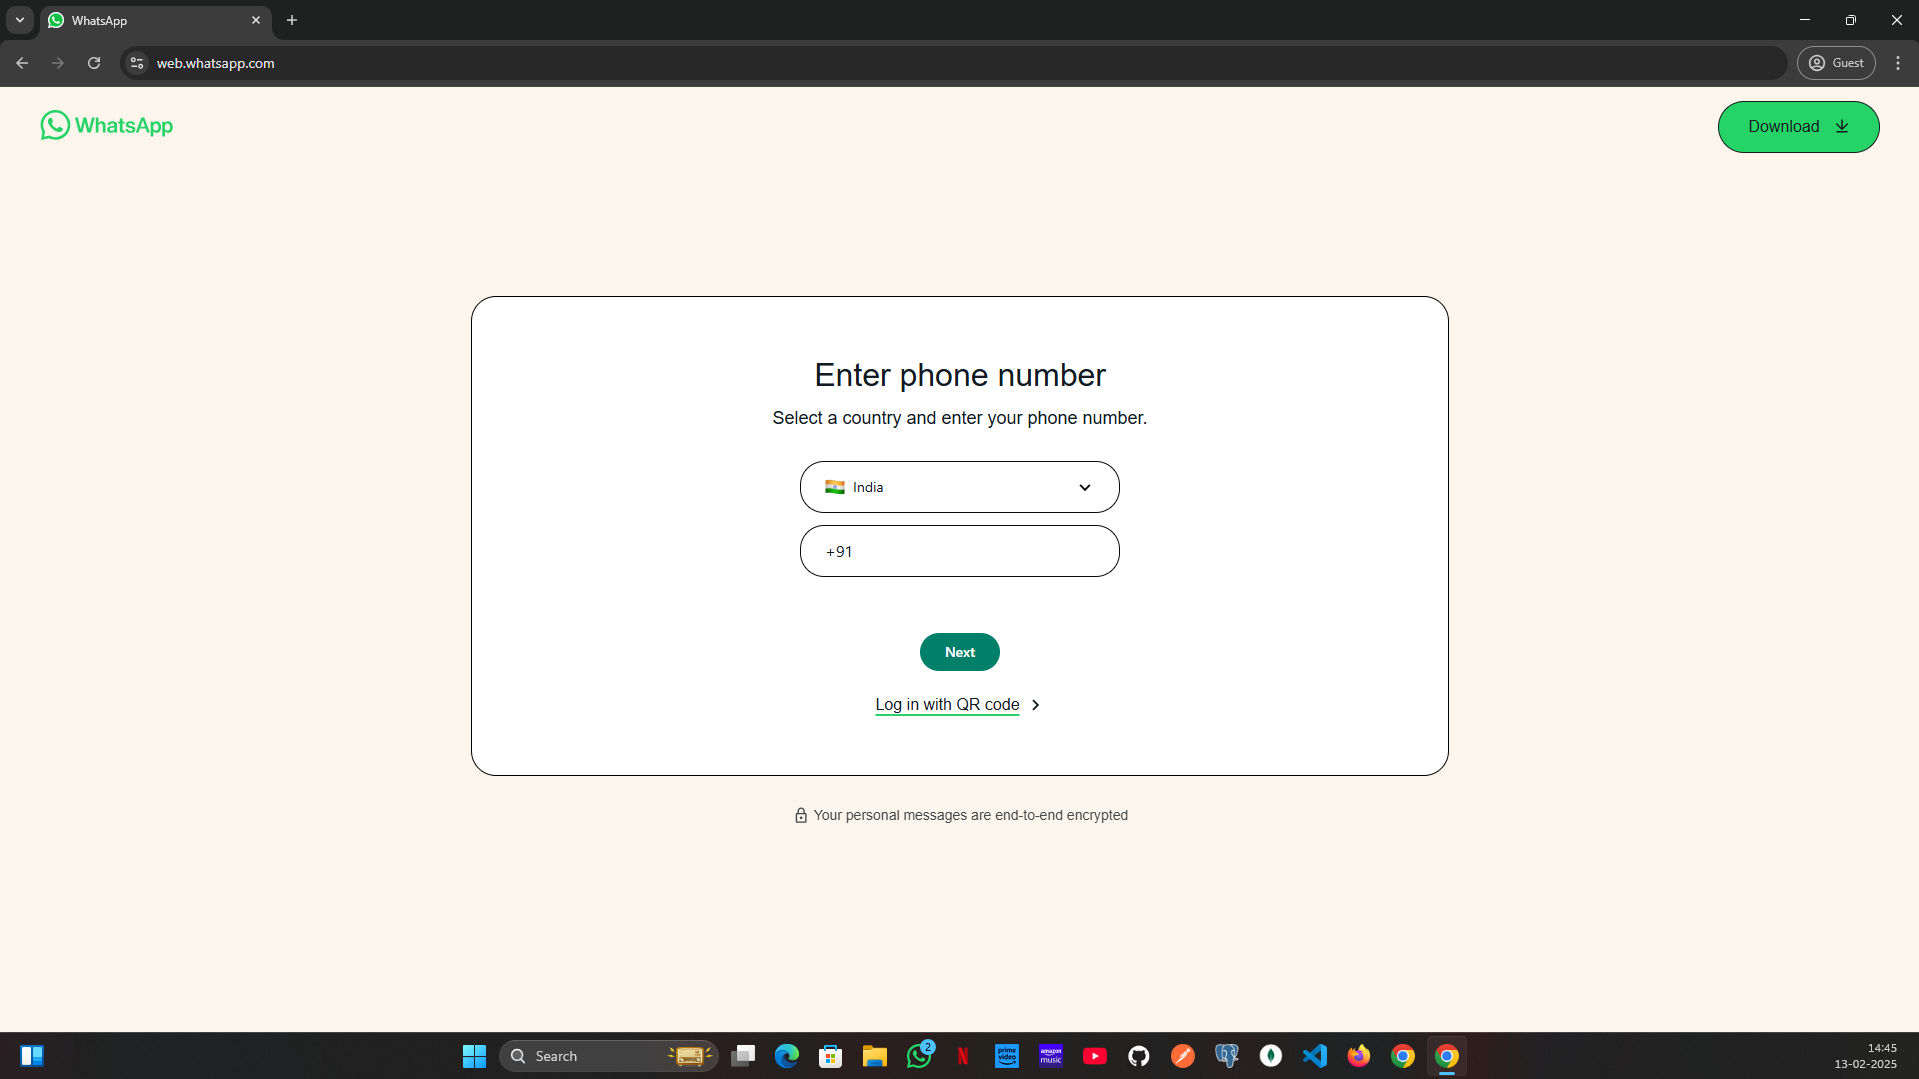 WhatsApp
web.whatsapp.com
Guest
WhatsApp
Download
Enter phone number
Select a country and enter your phone number.
India
+91
Next
Log in with QR code
Your personal messages are end-to-end encrypted
Search
2
N
prime video
amazon music
14:45
13-02-2025